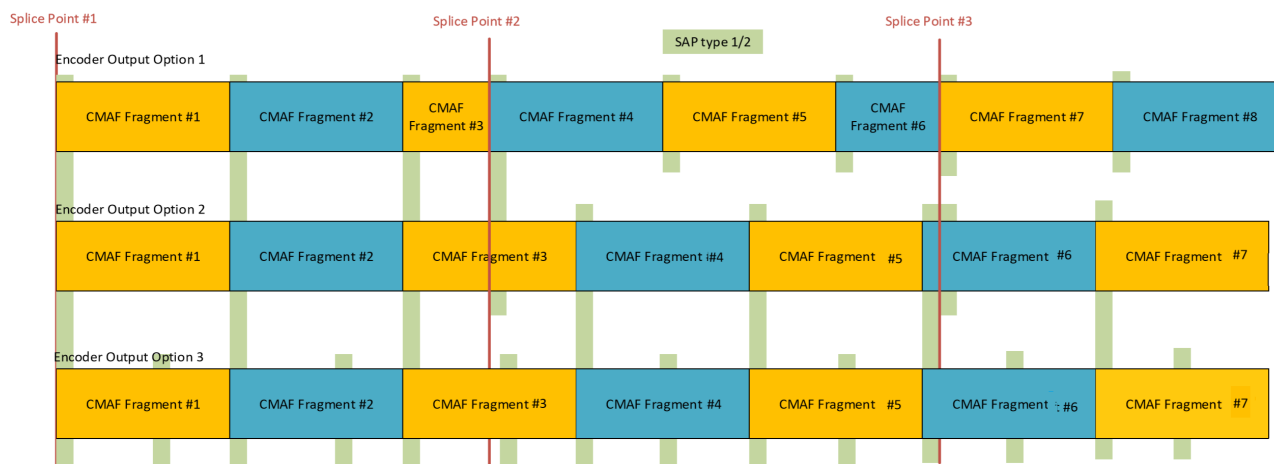 Splice Point #1
Splice Point #2
Splice Point #3
SAP type 1/2
Encoder Output Option 1
CMAF Fragment #1
CMAF Fragment #2
CMAF
Fragment #3
CMAF Fragment #4
CMAF Fragment #5
CMAF
Fragment #6
CMAF Fragment #7
CMAF Fragment #8
Encoder Output Option 2
CMAF Fragment #1
CMAF Fragment #2
CMAF Fragment #3
CMAF Fragment #4
CMAF Fragment #5
CMAF Fragment #6
CMAF Fragment #7
Encoder Output Option 3
CMAF Fragment #1
CMAF Fragment #2
CMAF Fragment #3
CMAF Fragment #4
CMAF Fragment #5
CMAF Fragment #6
CMAF Fragment #7